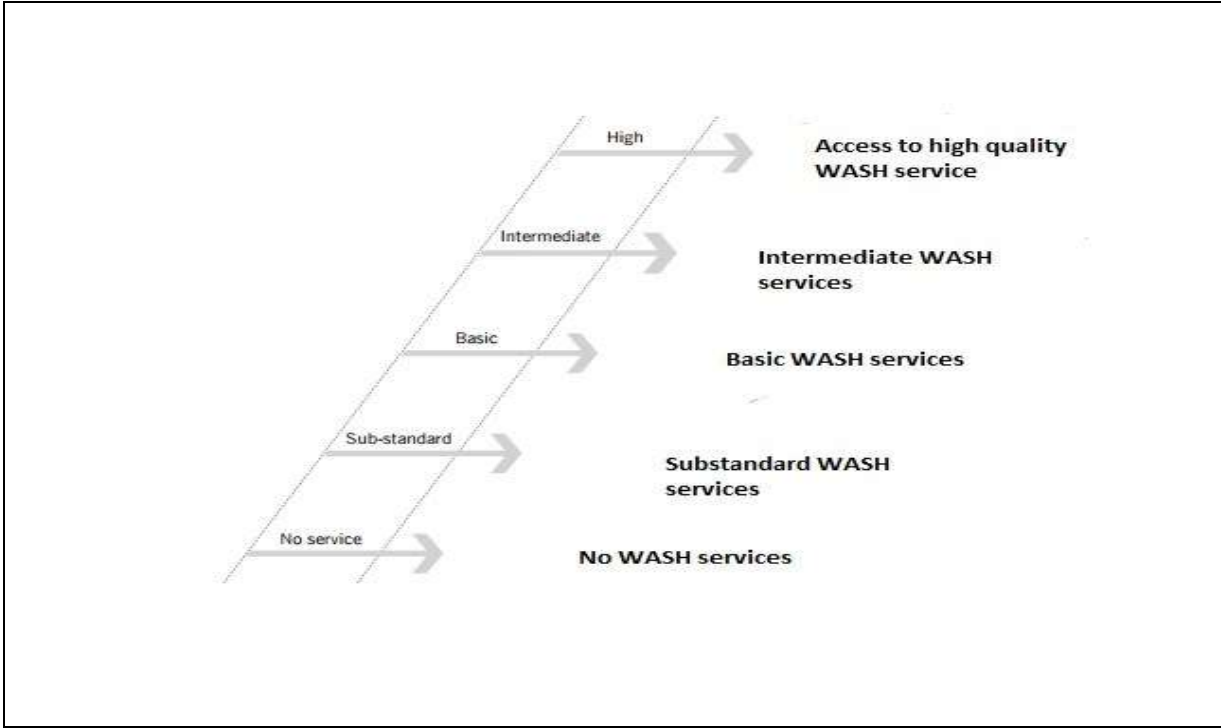 High
Access to high quality
WASH service
Intermediate
Intermediate WASH
services
Basic
Basic WASH services
Sub-standard
Substandard WASH
services
No service
No WASH services